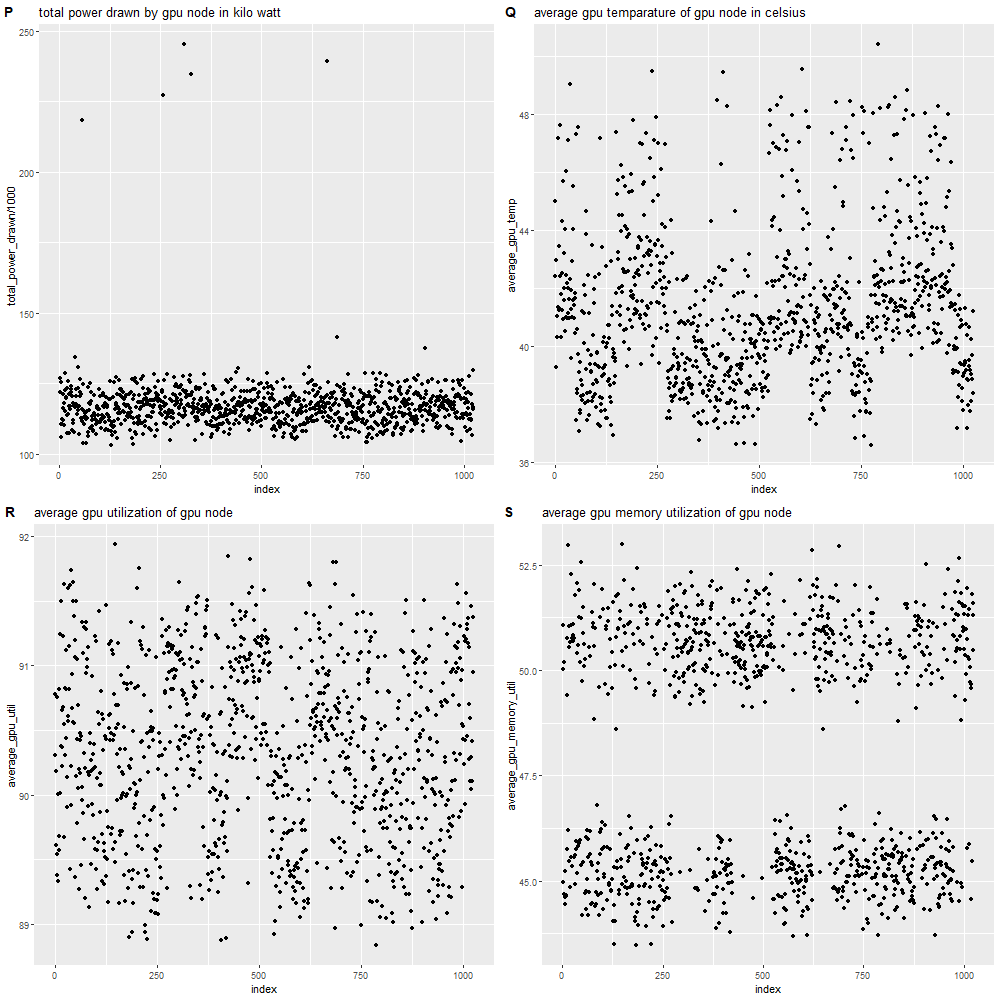 P total power drawn by gpu node in kilo watt
total_power_drawn/1000
250
200
150
100
0 250 500 750 1000
index
Q average gpu temparature of gpu node in celsius
average_gpu_temp
48
44
40
36
0 250 500 750 1000
index
R average gpu utilization of gpu node
average_gpu_util
92
91
90
89
0 250 500 750 1000
index
S average gpu memory utilization of gpu node
average_gpu_memory_util
52.5
50.0
47.5
45.0
0 250 500 750 1000
index